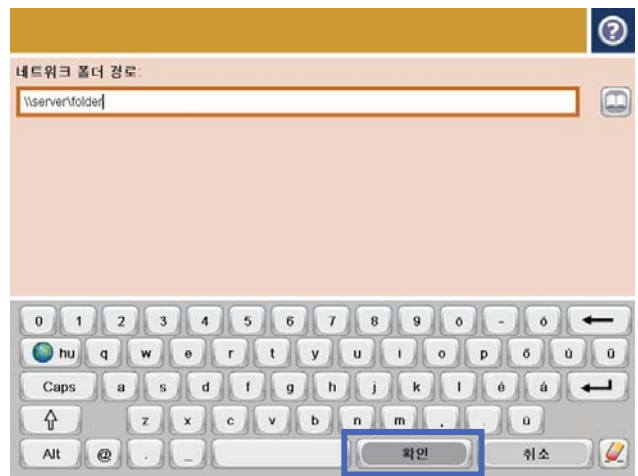 네트워크 폴더 경로:
\\server\folder
0 1 2 3 4 5 6 7 8 9 ö - ó
hu q w e r t y u i o p ő ú ű
Caps a s d f g h j k l é á
z x c v b n m , . ü
Alt @ . _ 확인 취소